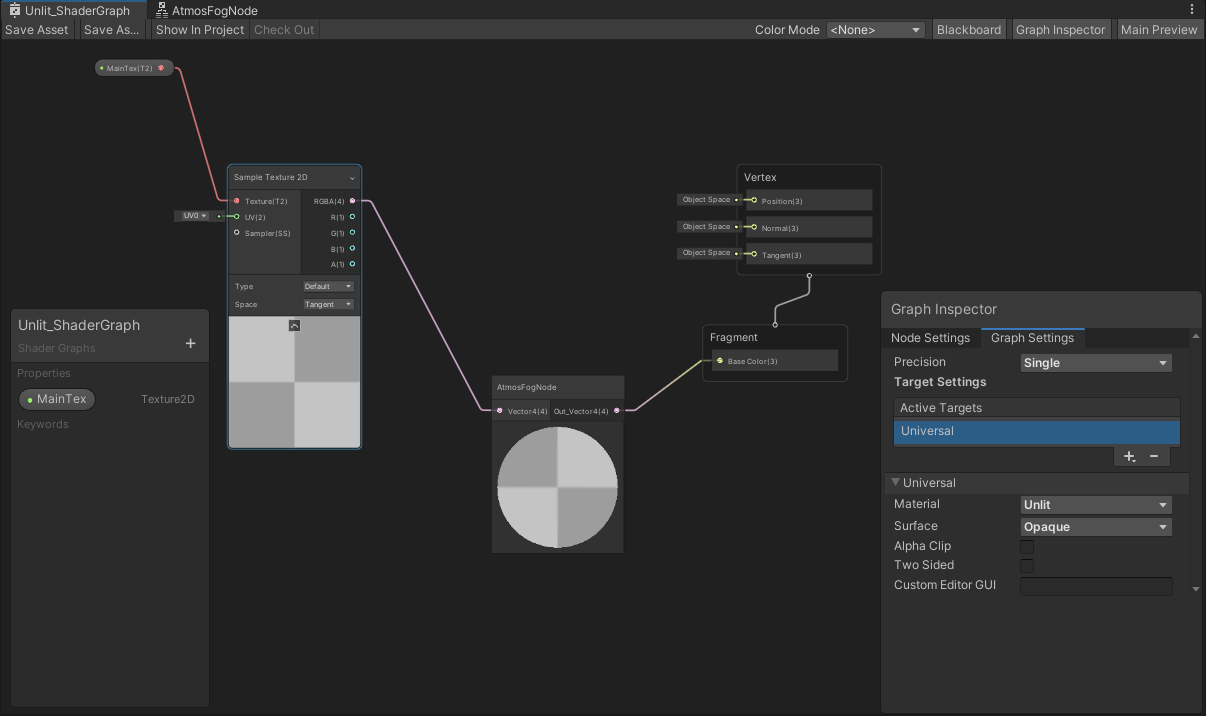 Unlit_ShaderGraph
AtmosFogNode
Save Asset
Save As...
Show In Project
Check Out
Color Mode
<None>
Blackboard
Graph Inspector
Main Preview
MainTex(T2)
Sample Texture 2D
Texture(T2)
RGBA(4)
UV0
UV(2)
R(1)
Sampler(SS)
G(1)
B(1)
A(1)
Type
Default
Space
Tangent
Vertex
Object Space
Position(3)
Object Space
Normal(3)
Object Space
Tangent(3)
Fragment
Base Color(3)
AtmosFogNode
Vector4(4)
Out_Vector4(4)
Unlit_ShaderGraph
Shader Graphs
+
Properties
MainTex
Texture2D
Keywords
Graph Inspector
Node Settings
Graph Settings
Precision
Single
Target Settings
Active Targets
Universal
+ -
Universal
Material
Unlit
Surface
Opaque
Alpha Clip
Two Sided
Custom Editor GUI